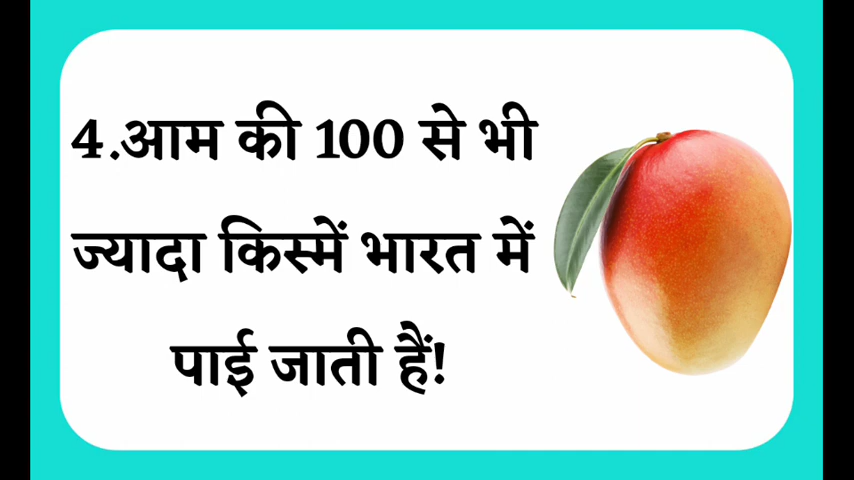 4.आम की 100 से भी
ज्यादा किस्में भारत में
पाई जाती हैं!